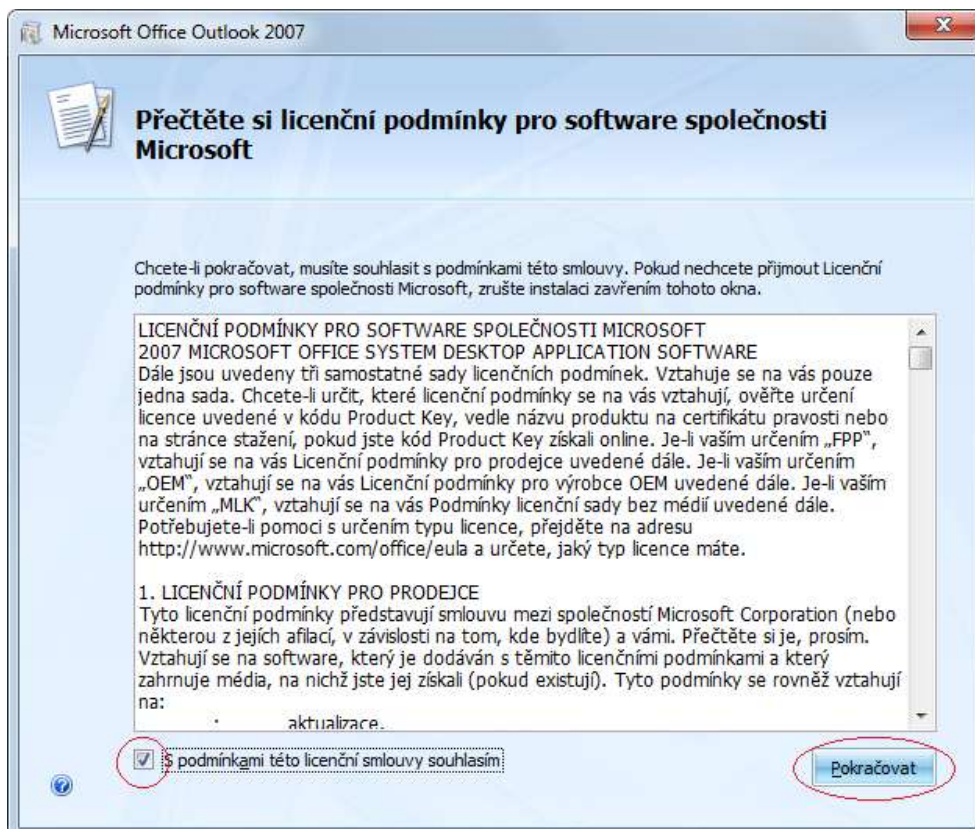 Microsoft Office Outlook 2007
Přečtěte si licenční podmínky pro software společnosti
Microsoft
Chcete-li pokračovat, musíte souhlasit s podmínkami této smlouvy. Pokud nechcete přijmout Licenční
podmínky pro software společnosti Microsoft, zrušte instalaci zavřením tohoto okna.
LICENČNÍ PODMÍNKY PRO SOFTWARE SPOLEČNOSTI MICROSOFT
2007 MICROSOFT OFFICE SYSTEM DESKTOP APPLICATION SOFTWARE
Dále jsou uvedeny tři samostatné sady licenčních podmínek. Vztahuje se na vás pouze
jedna sada. Chcete-li určit, které licenční podmínky se na vás vztahují, ověřte určení
licence uvedené v kódu Product Key, vedle názvu produktu na certifikátu pravosti nebo
na stránce stažení, pokud jste kód Product Key získali online. Je-li vaším určením „FPP“,
vztahují se na vás Licenční podmínky pro prodejce uvedené dále. Je-li vaším určením
„OEM“, vztahují se na vás Licenční podmínky pro výrobce OEM uvedené dále. Je-li vaším
určením „MLK“, vztahují se na vás Podmínky licenční sady bez médií uvedené dále.
Potřebujete-li pomoci s určením typu licence, přejděte na adresu
http://www.microsoft.com/office/eula a určete, jaký typ licence máte.
1. LICENČNÍ PODMÍNKY PRO PRODEJCE
Tyto licenční podmínky představují smlouvu mezi společností Microsoft Corporation (nebo
některou z jejích afilací, v závislosti na tom, kde bydlíte) a vámi. Přečtěte si je, prosím.
Vztahují se na software, který je dodáván s těmito licenčními podmínkami a který
zahrnuje média, na nichž jste jej získali (pokud existují). Tyto podmínky se rovněž vztahují
na:
· aktualizace,
S podmínkami této licenční smlouvy souhlasím
Pokračovat